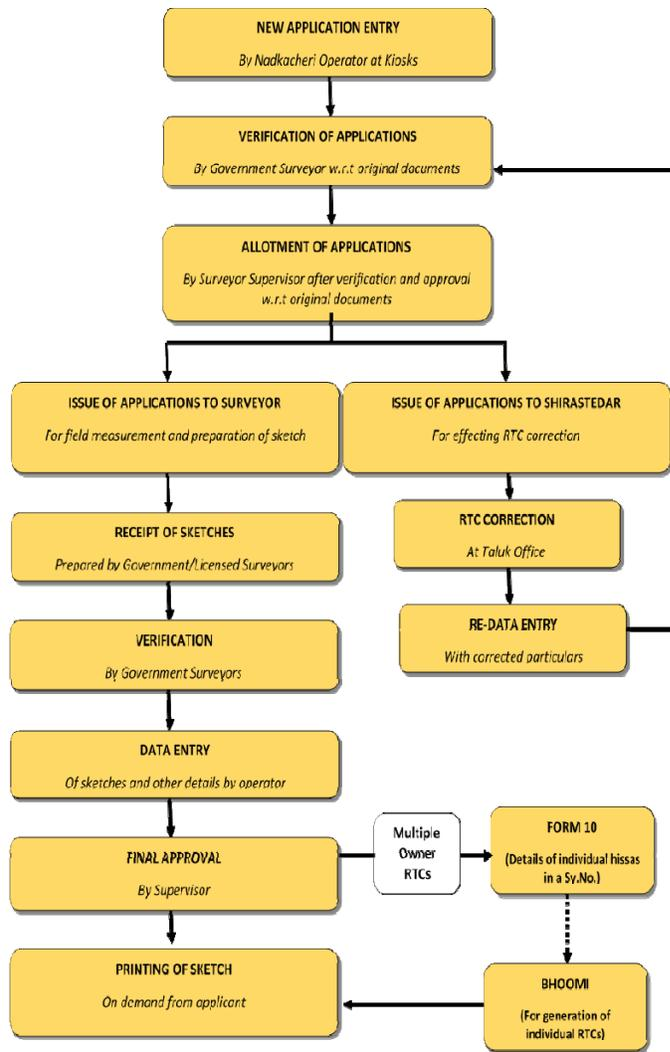 NEW APPLICATION ENTRY
By Nadkacheri Operator at Kiosks
VERIFICATION OF APPLICATIONS
By Government Surveyor w.r.t original documents
ALLOTMENT OF APPLICATIONS
By Surveyor Supervisor after verification and approval
w.r.t original documents
ISSUE OF APPLICATIONS TO SURVEYOR
For field measurement and preparation of sketch
ISSUE OF APPLICATIONS TO SHIRASTEDAR
For effecting RTC correction
RECEIPT OF SKETCHES
Prepared by Government/Licensed Surveyors
RTC CORRECTION
At Taluk Office
VERIFICATION
By Government Surveyors
RE-DATA ENTRY
With corrected particulars
DATA ENTRY
Of sketches and other details by operator
FINAL APPROVAL
By Supervisor
Multiple
Owner
RTCs
FORM 10
(Details of individual hissas
in a Sy.No.)
PRINTING OF SKETCH
On demand from applicant
BHOOMI
(For generation of
individual RTCs)